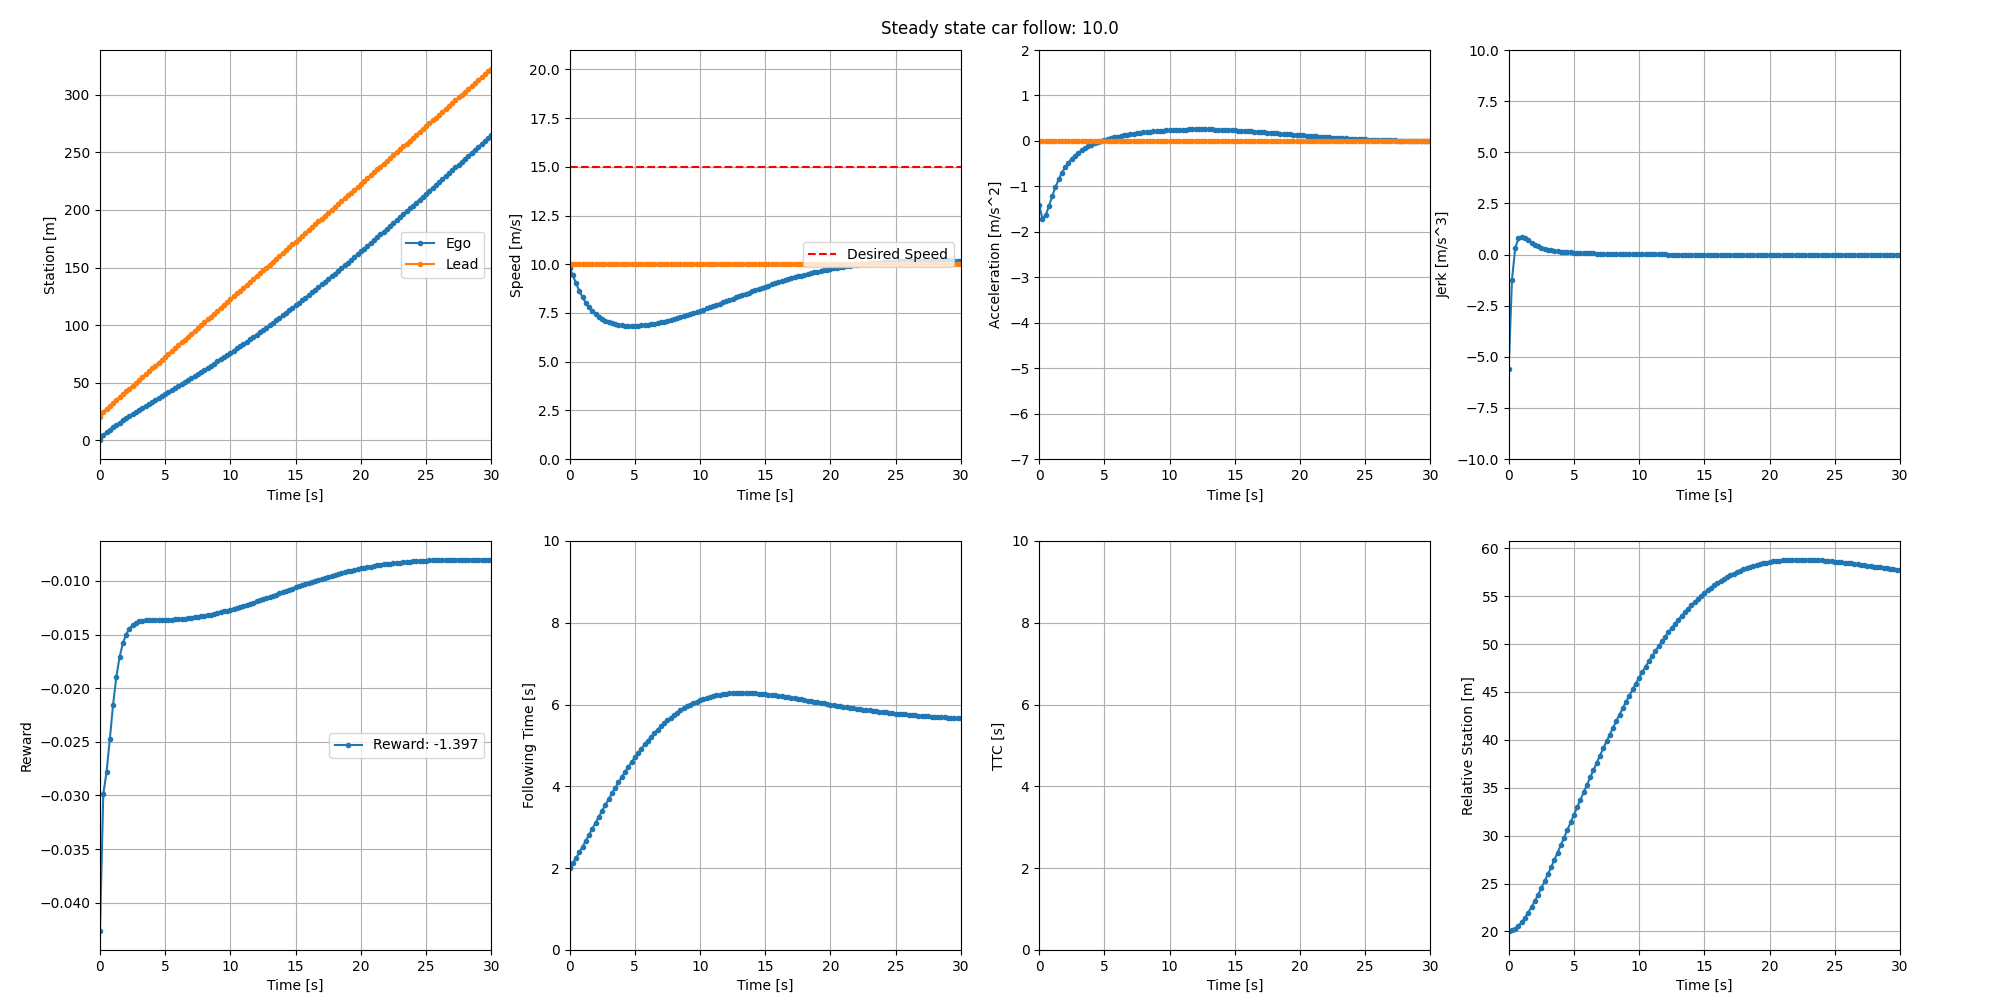 Steady state car follow: 10.0
300
250
200
150
100
50
0
Station [m]
Ego
Lead
0 5 10 15 20 25 30
Time [s]
20.0
17.5
15.0
12.5
10.0
7.5
5.0
2.5
0.0
Speed [m/s]
Desired Speed
0 5 10 15 20 25 30
Time [s]
2
1
0
−1
−2
−3
−4
−5
−6
−7
Acceleration [m/s^2]
0 5 10 15 20 25 30
Time [s]
10.0
7.5
5.0
2.5
0.0
−2.5
−5.0
−7.5
−10.0
Jerk [m/s^3]
0 5 10 15 20 25 30
Time [s]
−0.010
−0.015
−0.020
−0.025
−0.030
−0.035
−0.040
Reward
Reward: -1.397
0 5 10 15 20 25 30
Time [s]
10
8
6
4
2
0
Following Time [s]
0 5 10 15 20 25 30
Time [s]
10
8
6
4
2
0
TTC [s]
0 5 10 15 20 25 30
Time [s]
60
55
50
45
40
35
30
25
20
Relative Station [m]
0 5 10 15 20 25 30
Time [s]